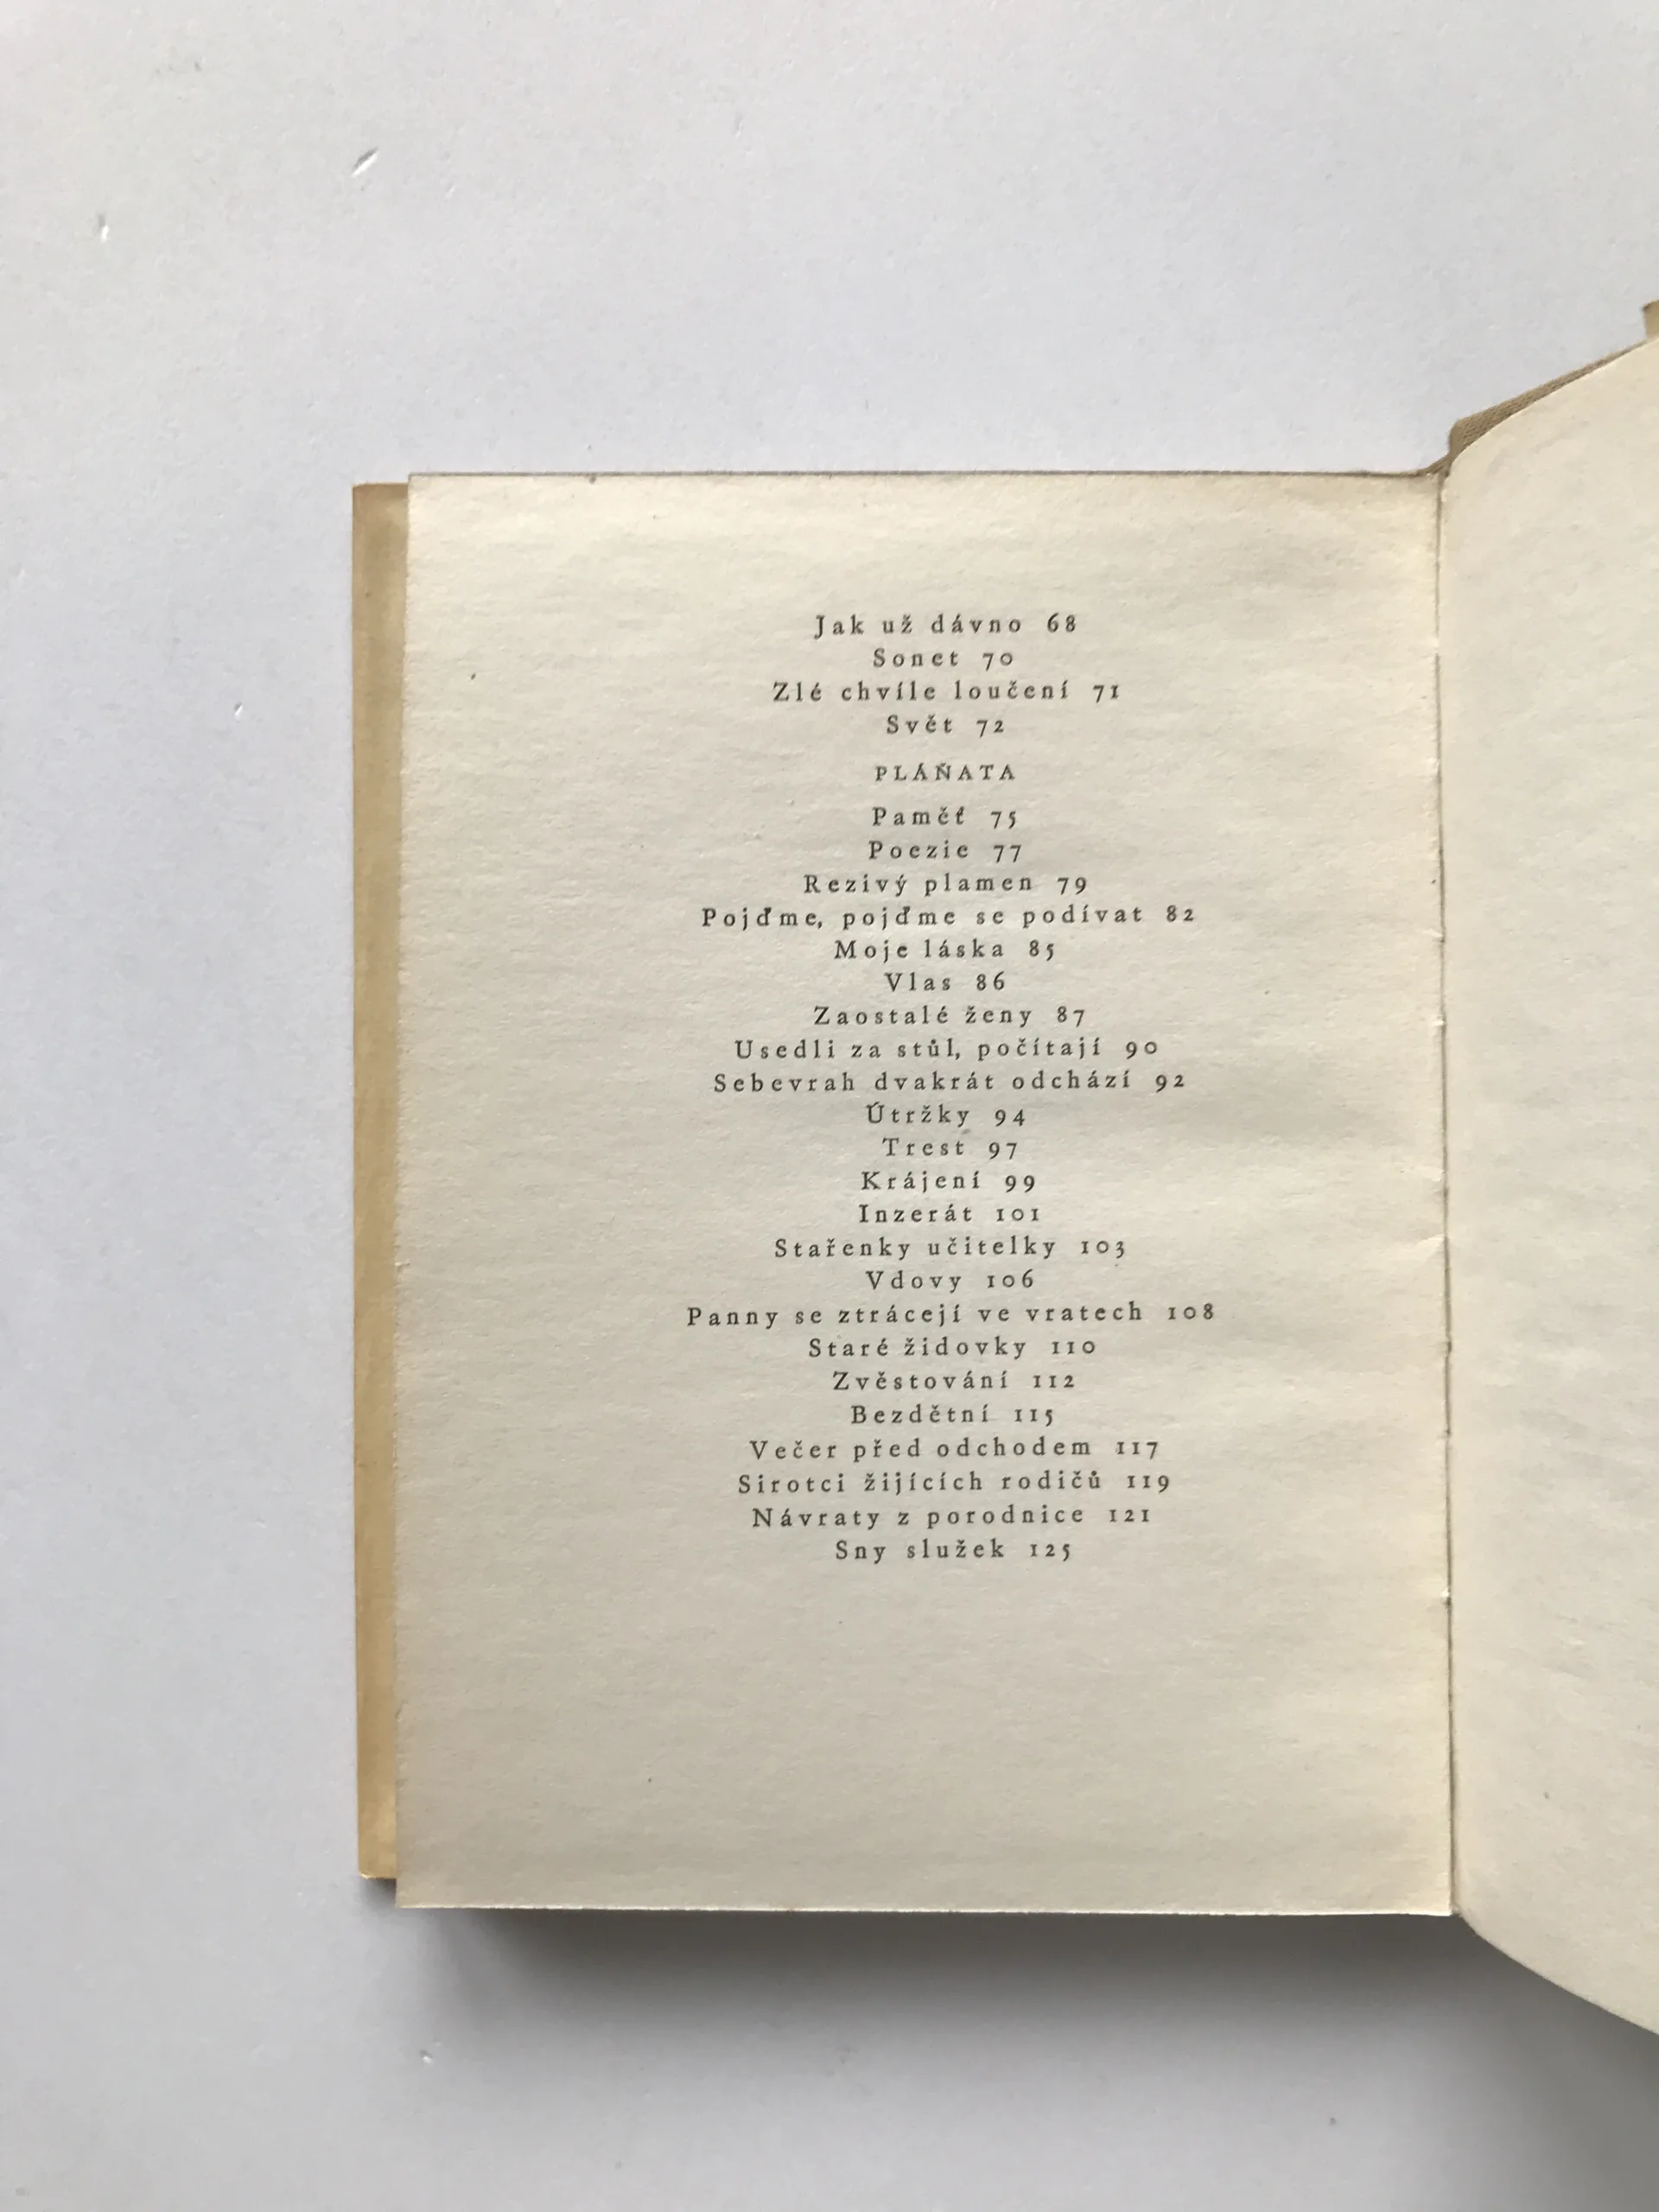 Jak už dávno 68
Sonet 70
Zlé chvíle loučení 71
Svět 72
PLÁŇATA
Paměť 75
Poezie 77
Rezivý plamen 79
Pojďme, pojďme se podívat 82
Moje láska 85
Vlas 86
Zaostalé ženy 87
Usedli za stůl, počítají 90
Sebevrah dvakrát odchází 92
Útržky 94
Trest 97
Krájení 99
Inzerát 101
Stařenky učitelky 103
Vdovy 106
Panny se ztrácejí ve vratech 108
Staré židovky 110
Zvěstování 112
Bezdětní 115
Večer před odchodem 117
Sirotci žijících rodičů 119
Návraty z porodnice 121
Sny služek 125